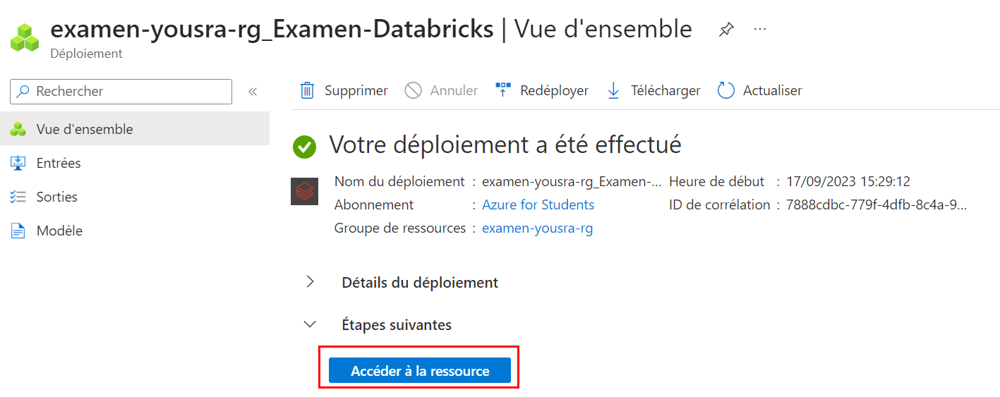 examen-yousra-rg_Examen-Databricks | Vue d'ensemble ...
Déploiement
Rechercher «
Vue d'ensemble
Entrées
Sorties
Modèle
Supprimer Annuler Redéployer Télécharger Actualiser
Votre déploiement a été effectué
Nom du déploiement : examen-yousra-rg_Examen-... Heure de début : 17/09/2023 15:29:12
Abonnement : Azure for Students ID de corrélation : 7888cdbc-779f-4dfb-8c4a-9...
Groupe de ressources : examen-yousra-rg
Détails du déploiement
Étapes suivantes
Accéder à la ressource